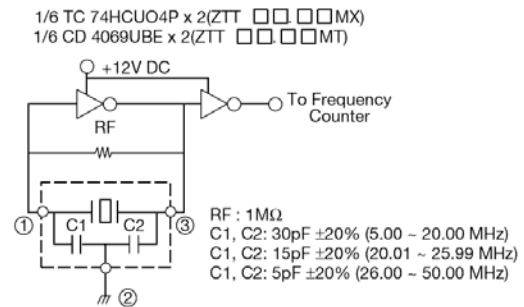 1/6 TC 74HCUO4P x 2(ZTT □□.□□MX)
1/6 CD 4069UBE x 2(ZTT □□.□□MT)
+12V DC
To Frequency
Counter
RF
① C1 C2 ③
RF : 1MΩ
C1, C2: 30pF ±20% (5.00 ~ 20.00 MHz)
C1, C2: 15pF ±20% (20.01 ~ 25.99 MHz)
C1, C2: 5pF ±20% (26.00 ~ 50.00 MHz)
②